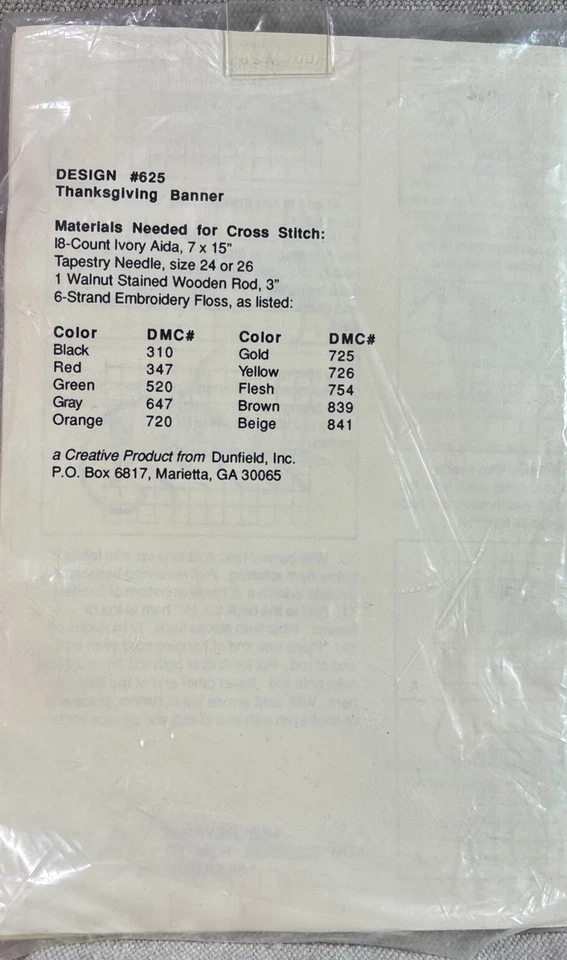 DESIGN #625
Thanksgiving Banner
Materials Needed for Cross Stitch:
18-Count Ivory Aida, 7 x 15"
Tapestry Needle, size 24 or 26
1 Walnut Stained Wooden Rod, 3"
6-Strand Embroidery Floss, as listed:
Color DMC# Color DMC#
Black 310 Gold 725
Red 347 Yellow 726
Green 520 Flesh 754
Gray 647 Brown 839
Orange 720 Beige 841
a Creative Product from Dunfield, Inc.
P.O. Box 6817, Marietta, GA 30065